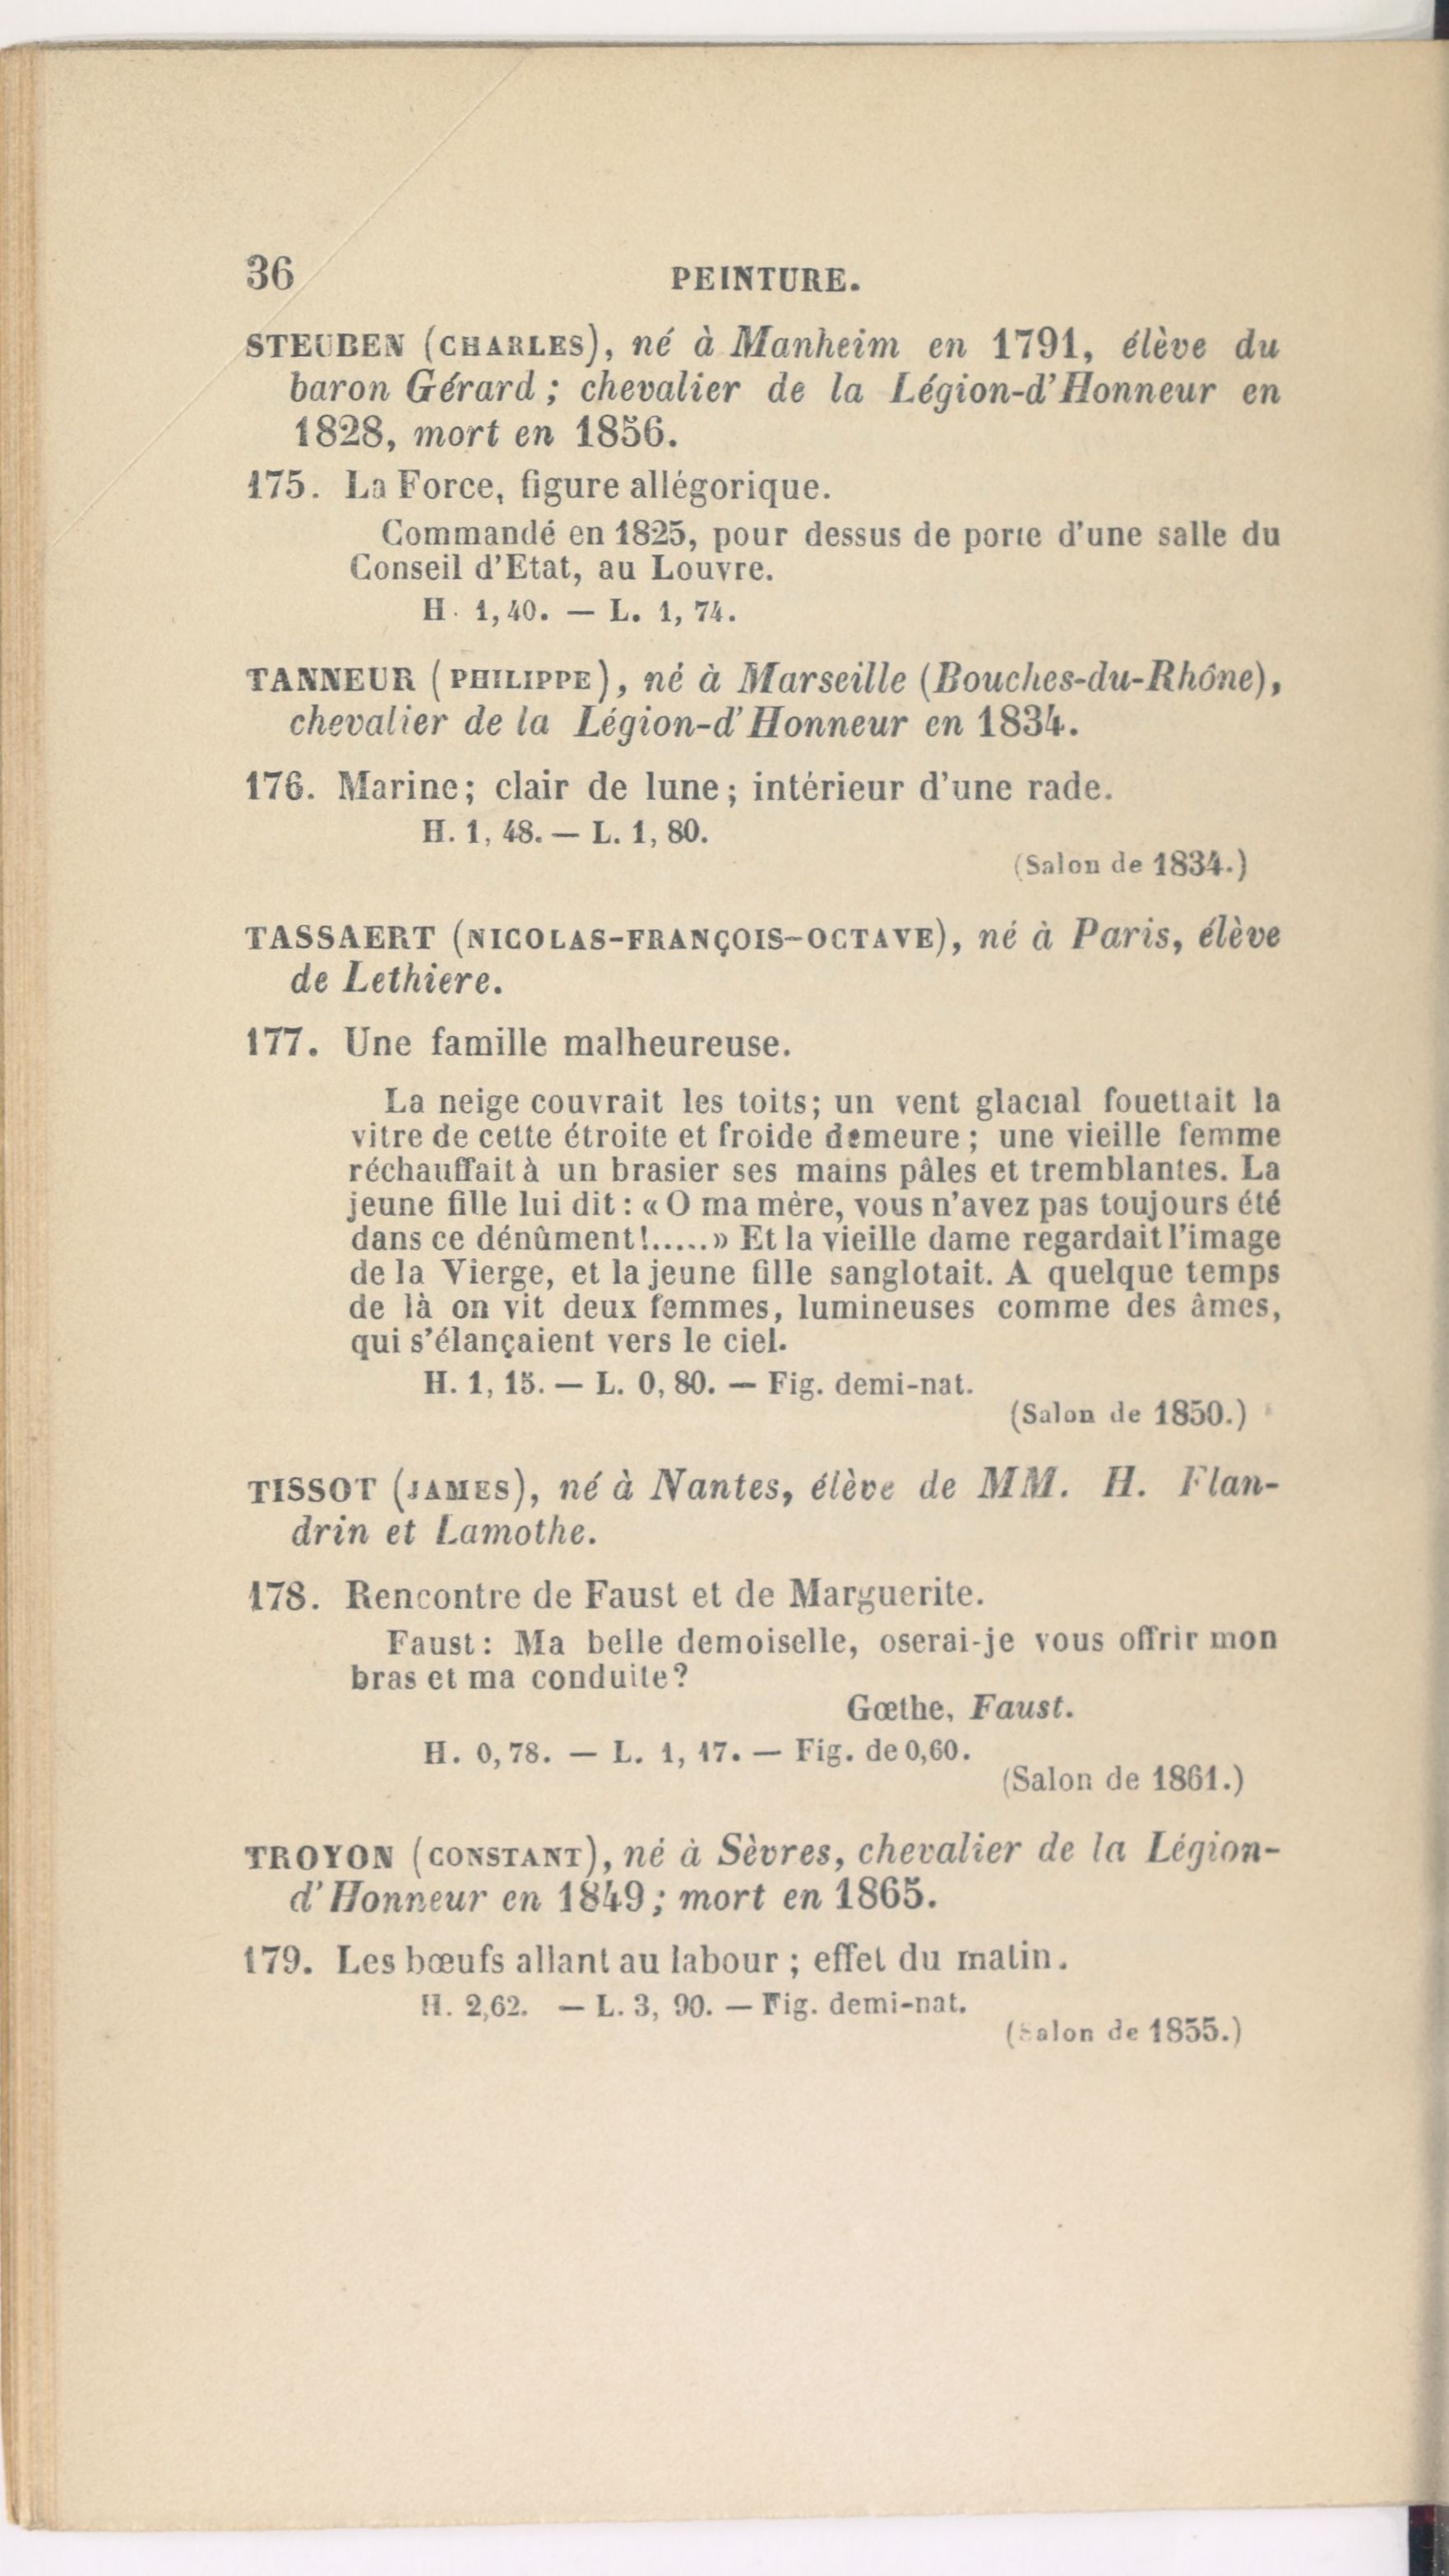 36
PEINTURE.
STEUBEN (CHARLES), né à Manheim en 1791, élève du
baron Gérard ; chevalier de la Légion-d'Honneur en
1828, mort en 1856.
175. La Force, figure allégorique.
Commandé en 1825, pour dessus de porte d'une salle du
Conseil d'Etat, au Louvre.
H. 1,40. — L. 1, 74.
TANNEUR (PHILIPPE), né à Marseille (Bouches-du-Rhône),
chevalier de la Légion-d'Honneur en 1834.
176. Marine; clair de lune; intérieur d'une rade.
H. 1, 48. — L. 1, 80.
(Salon de 1834.)
TASSAERT (NICOLAS-FRANÇOIS-OCTAVE), né à Paris, élève
de Lethiere.
177. Une famille malheureuse.
La neige couvrait les toits; un vent glacial fouettait la
vitre de cette étroite et froide demeure ; une vieille femme
réchauffait à un brasier ses mains pâles et tremblantes. La
jeune fille lui dit : « O ma mère, vous n'avez pas toujours été
dans ce dénûment!..... » Et la vieille dame regardait l'image
de la Vierge, et la jeune fille sanglotait. A quelque temps
de là on vit deux femmes, lumineuses comme des âmes,
qui s'élançaient vers le ciel.
H. 1, 15. — L. 0, 80. — Fig. demi-nat.
(Salon de 1850.)
TISSOT (JAMES), né à Nantes, élève de MM. H. Flan-
drin et Lamothe.
178. Rencontre de Faust et de Marguerite.
Faust : Ma belle demoiselle, oserai-je vous offrir mon
bras et ma conduite?
Gœthe, Faust.
H. 0,78. — L. 1, 17. — Fig. de 0,60.
(Salon de 1861.)
TROYON (CONSTANT), né à Sèvres, chevalier de la Légion-
d'Honneur en 1849; mort en 1865.
179. Les bœufs allant au labour ; effet du matin.
H. 2,62. — L. 3, 90. — Fig. demi-nat.
(Salon de 1855.)